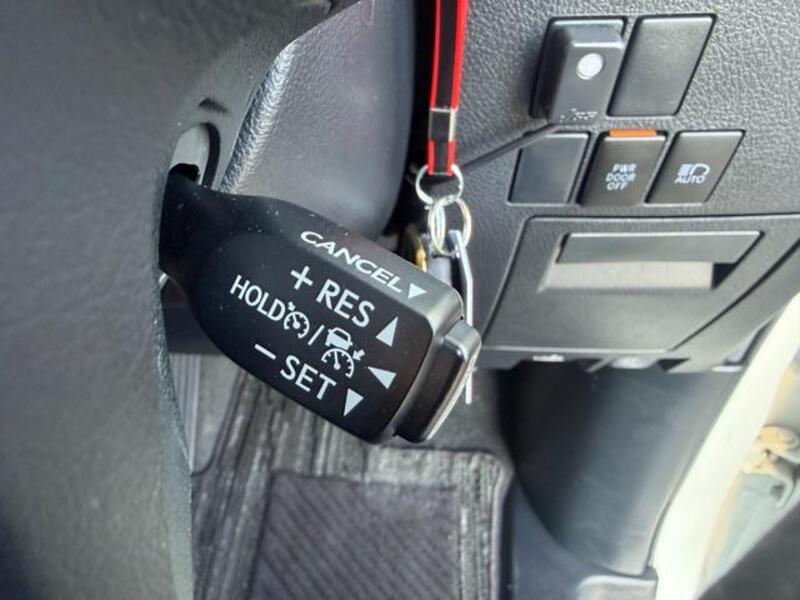 CANCEL▼
+ RES ▲
HOLD /
− SET ▼
PWR
DOOR
OFF
AUTO